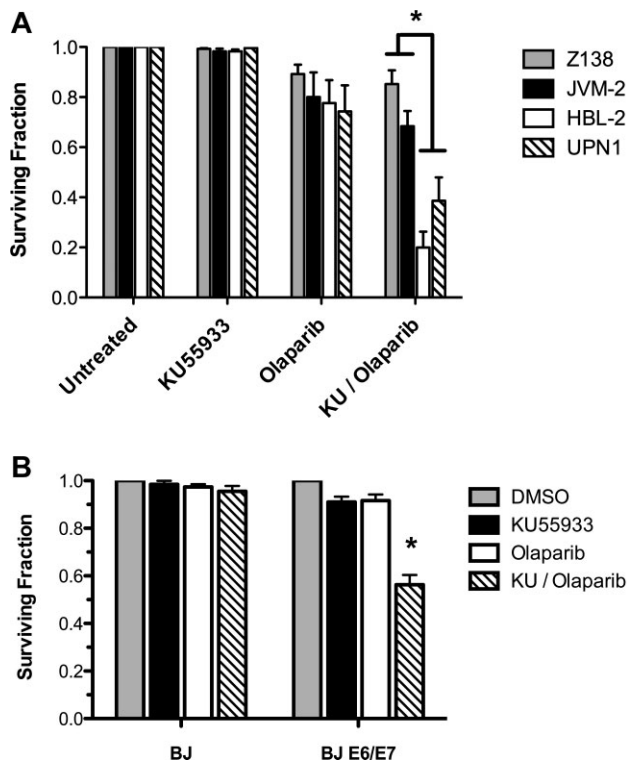 A
Surviving Fraction
1.0
0.8
0.6
0.4
0.2
0.0
Untreated
KU55933
Olaparib
KU / Olaparib
*
Z138
JVM-2
HBL-2
UPN1
B
Surviving Fraction
1.0
0.8
0.6
0.4
0.2
0.0
BJ
BJ E6/E7
*
DMSO
KU55933
Olaparib
KU / Olaparib